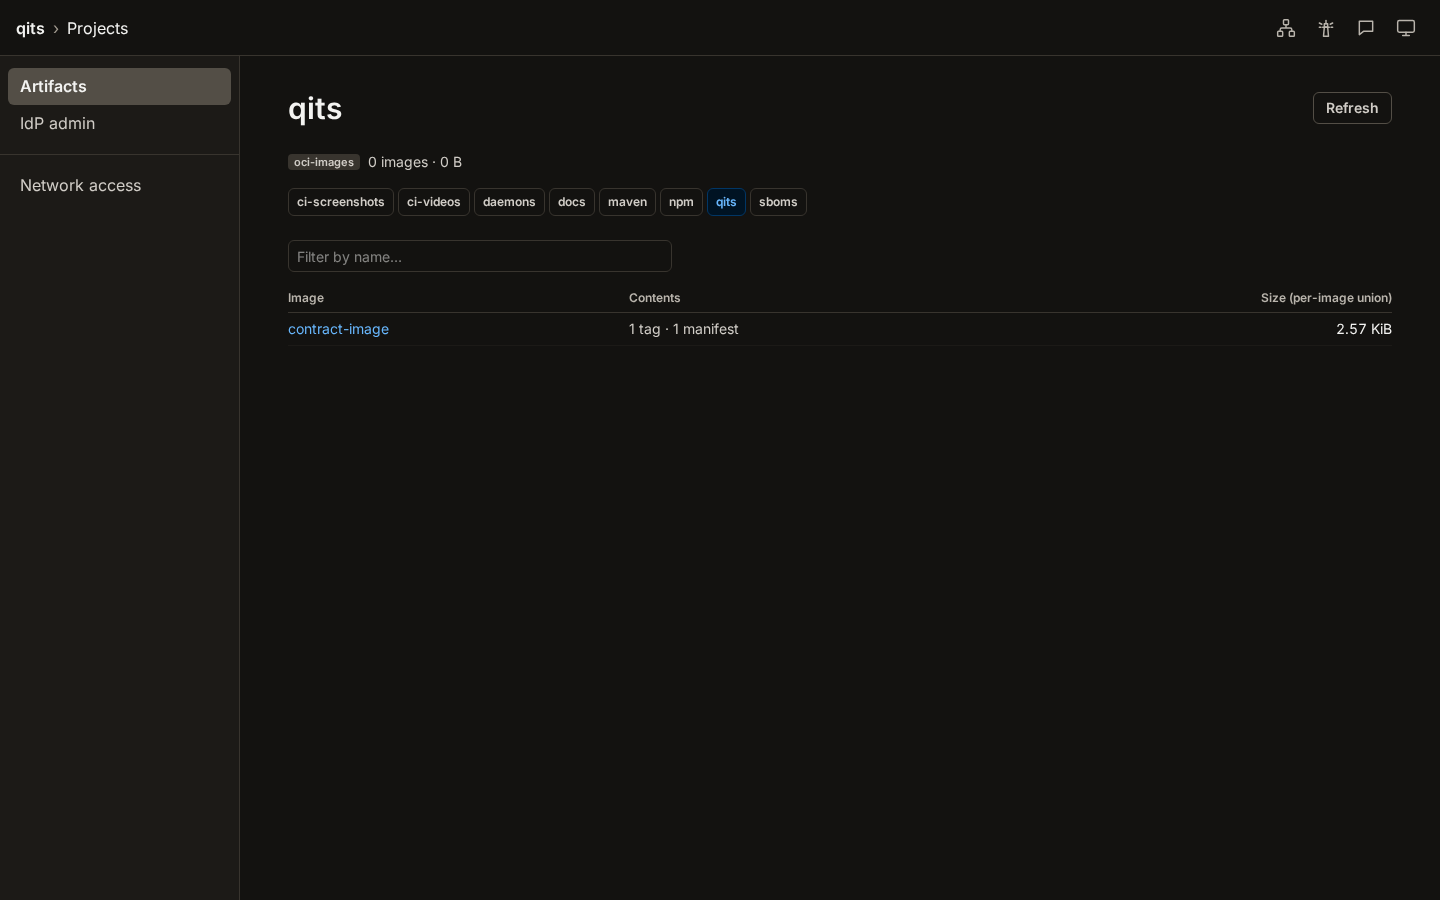 qits › Projects
Artifacts
IdP admin
Network access
qits
Refresh
oci-images 0 images · 0 B
ci-screenshots ci-videos daemons docs maven npm qits sboms
Filter by name...
Image Contents Size (per-image union)
contract-image 1 tag · 1 manifest 2.57 KiB